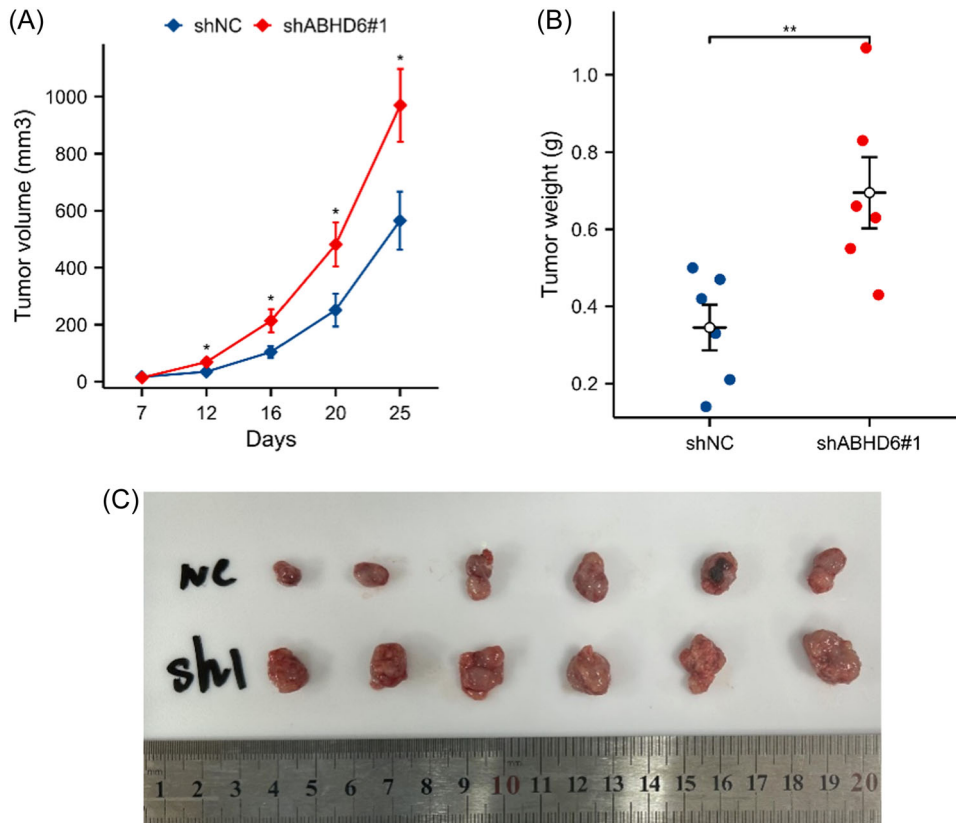 (A)
shNC shABHD6#1
Tumor volume (mm3)
1000
800
600
400
200
0
* * * *
7 12 16 20 25
Days
(B)
**
Tumor weight (g)
1.0
0.8
0.6
0.4
0.2
shNC shABHD6#1
(C)
NC
sh1
mm mm
1 2 3 4 5 6 7 8 9 10 11 12 13 14 15 16 17 18 19 20